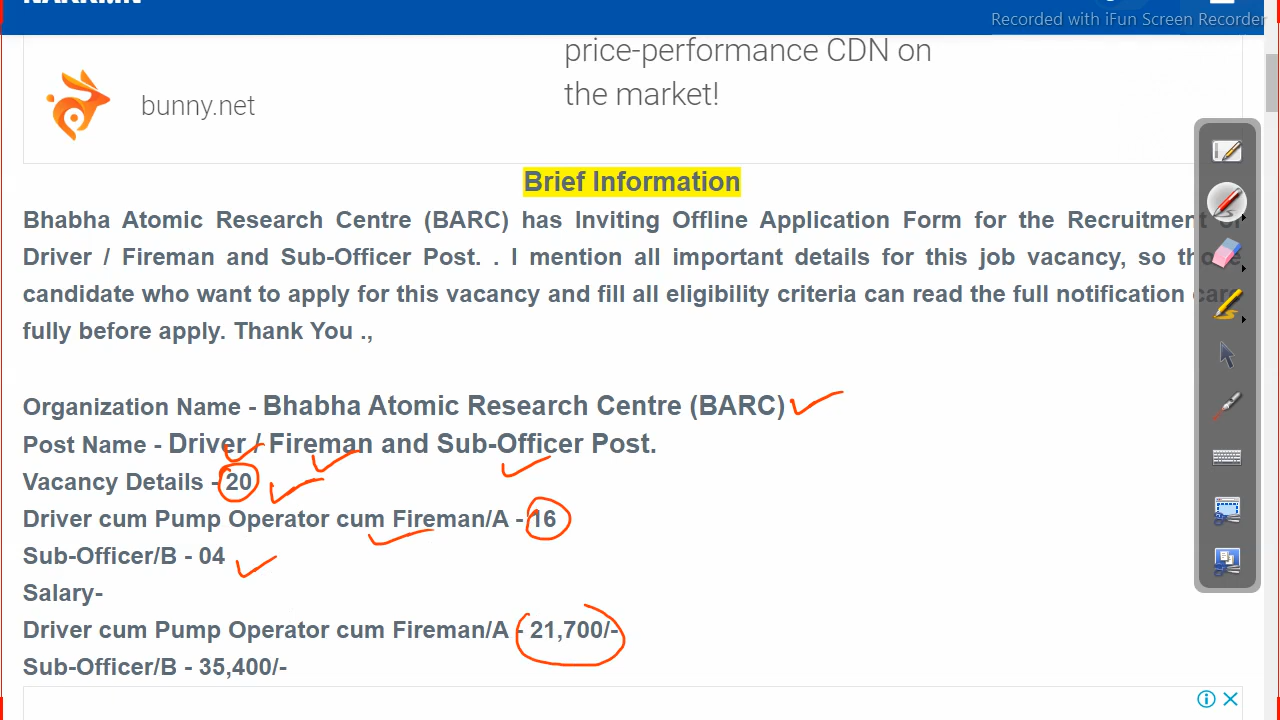 Recorded with iFun Screen Recorder
price-performance CDN on
the market!
bunny.net
Brief Information
Bhabha Atomic Research Centre (BARC) has Inviting Offline Application Form for the Recruitment of
Driver / Fireman and Sub-Officer Post. . I mention all important details for this job vacancy, so those
candidate who want to apply for this vacancy and fill all eligibility criteria can read the full notification care
fully before apply. Thank You .,
Organization Name - Bhabha Atomic Research Centre (BARC)
Post Name - Driver / Fireman and Sub-Officer Post.
Vacancy Details - 20
Driver cum Pump Operator cum Fireman/A - 16
Sub-Officer/B - 04
Salary-
Driver cum Pump Operator cum Fireman/A - 21,700/-
Sub-Officer/B - 35,400/-